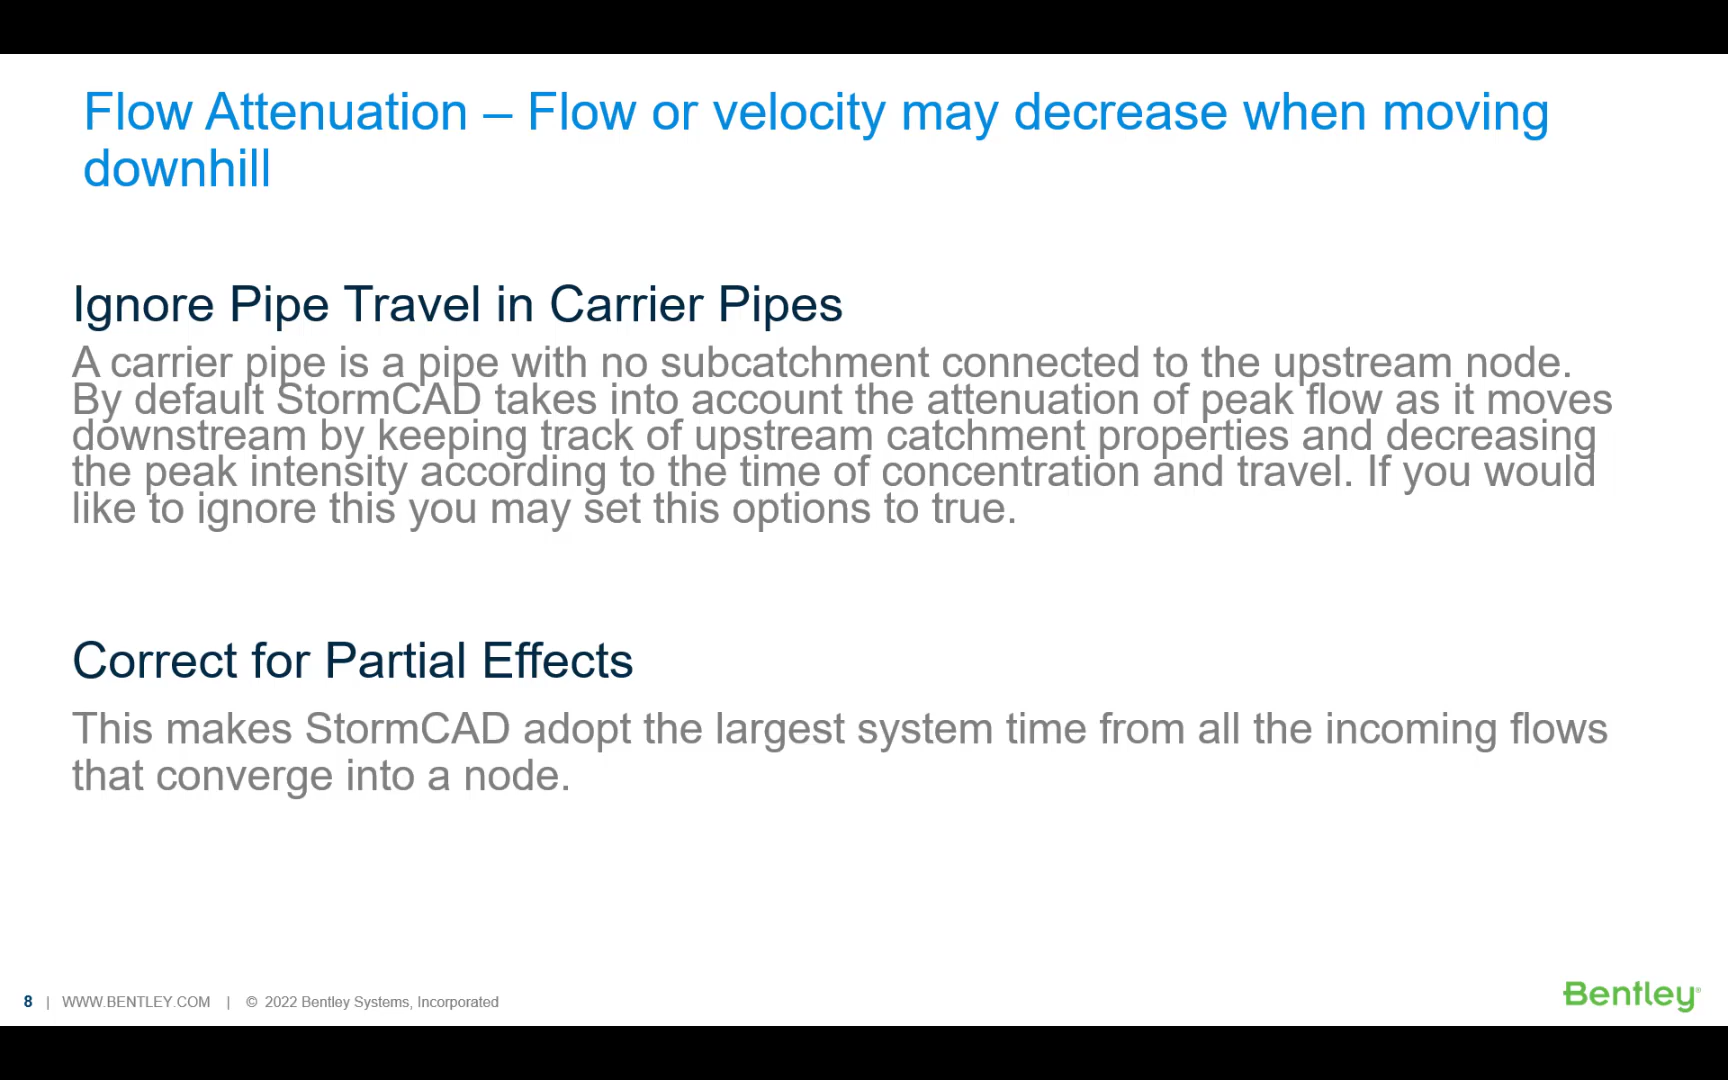 Flow Attenuation – Flow or velocity may decrease when moving
downhill
Ignore Pipe Travel in Carrier Pipes
A carrier pipe is a pipe with no subcatchment connected to the upstream node.
By default StormCAD takes into account the attenuation of peak flow as it moves
downstream by keeping track of upstream catchment properties and decreasing
the peak intensity according to the time of concentration and travel. If you would
like to ignore this you may set this options to true.
Correct for Partial Effects
This makes StormCAD adopt the largest system time from all the incoming flows
that converge into a node.
8 | WWW.BENTLEY.COM | © 2022 Bentley Systems, Incorporated
Bentley®